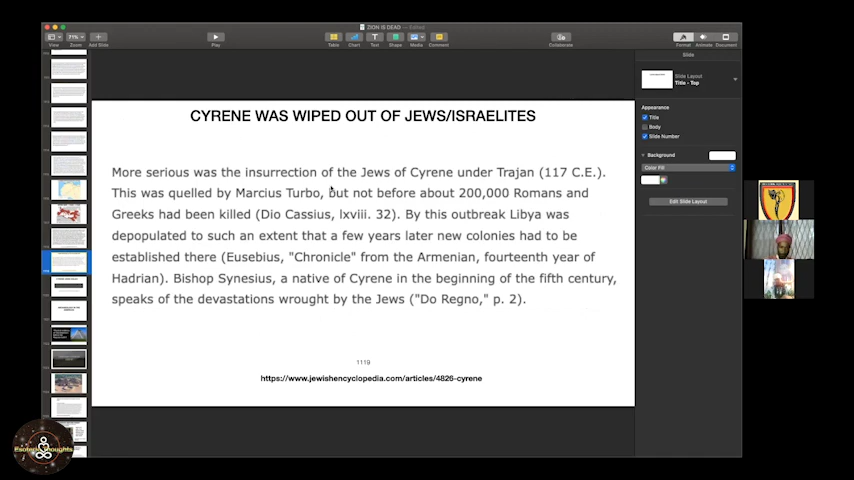 ZION IS DEAD — Edited
View
71%
Zoom
Add Slide
Play
Table
Chart
Text
Shape
Media
Comment
Collaborate
Format
Animate
Document
Slide
CYRENE WAS WIPED OUT OF JEWS/ISRAELITES
More serious was the insurrection of the Jews of Cyrene under Trajan (117 C.E.).
This was quelled by Marcius Turbo, but not before about 200,000 Romans and
Greeks had been killed (Dio Cassius, lxviii. 32). By this outbreak Libya was
depopulated to such an extent that a few years later new colonies had to be
established there (Eusebius, "Chronicle" from the Armenian, fourteenth year of
Hadrian). Bishop Synesius, a native of Cyrene in the beginning of the fifth century,
speaks of the devastations wrought by the Jews ("Do Regno," p. 2).
1119
https://www.jewishencyclopedia.com/articles/4826-cyrene
Slide Layout
Title - Top
Appearance
Title
Body
Slide Number
Background
Color Fill
Edit Slide Layout
Esoteric Thoughts